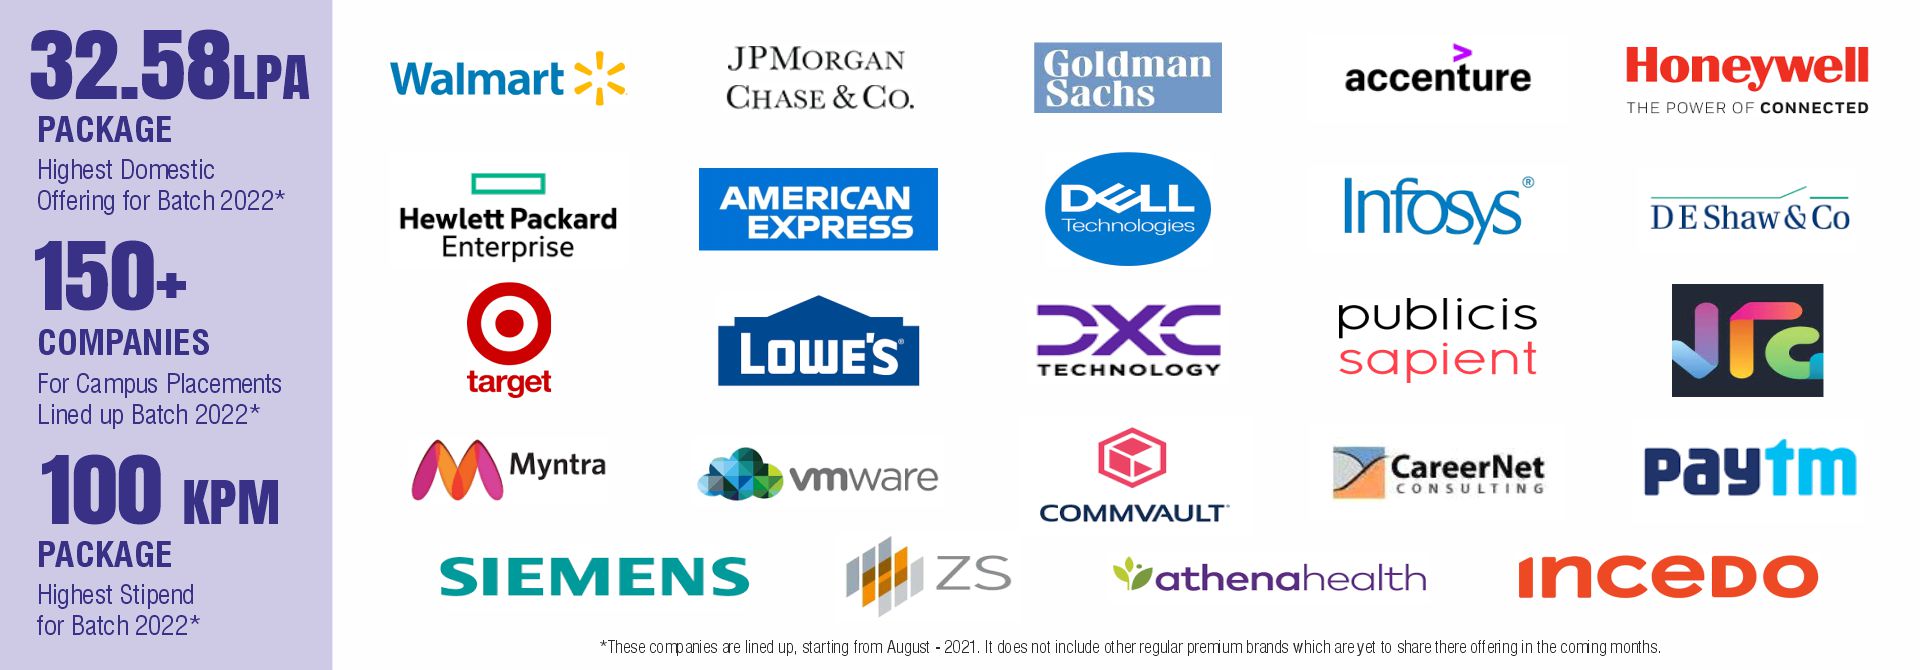 32.58LPA
PACKAGE
Highest Domestic
Offering for Batch 2022*
150+
COMPANIES
For Campus Placements
Lined up Batch 2022*
100 KPM
PACKAGE
Highest Stipend
for Batch 2022*
Walmart
JPMORGAN
CHASE & CO.
Goldman
Sachs
accenture
Honeywell
THE POWER OF CONNECTED
Hewlett Packard
Enterprise
AMERICAN
EXPRESS
DELL
Technologies
Infosys®
D E Shaw & Co
target
LOWE'S®
DXC
TECHNOLOGY
publicis
sapient
Myntra
vmware
COMMVAULT
CareerNet
CONSULTING
paytm
SIEMENS
ZS
athenahealth
INCEDO
*These companies are lined up, starting from August - 2021. It does not include other regular premium brands which are yet to share there offering in the coming months.